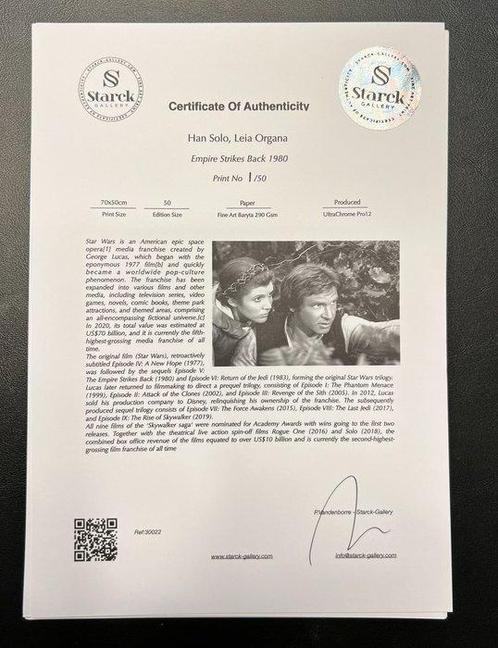 Starck
GALLERY
Starck
GALLERY
Certificate Of Authenticity
Han Solo, Leia Organa
Empire Strikes Back 1980
Print No 1/50
70x50cm 50 Paper Produced
Print Size Edition Size Fine Art Baryta 290 Gsm UltraChrome Pro12
Star Wars is an American epic space
opera[1] media franchise created by
George Lucas, which began with the
eponymous 1977 film[b] and quickly
became a worldwide pop-culture
phenomenon. The franchise has been
expanded into various films and other
media, including television series, video
games, novels, comic books, theme park
attractions, and themed areas, comprising
an all-encompassing fictional universe.[c]
In 2020, its total value was estimated at
US$70 billion, and it is currently the fifth-
highest-grossing media franchise of all
time.
The original film (Star Wars), retroactively
subtitled Episode IV: A New Hope (1977),
was followed by the sequels Episode V:
The Empire Strikes Back (1980) and Episode VI: Return of the Jedi (1983), forming the original Star Wars trilogy.
Lucas later returned to filmmaking to direct a prequel trilogy, consisting of Episode I: The Phantom Menace
(1999), Episode II: Attack of the Clones (2002), and Episode III: Revenge of the Sith (2005). In 2012, Lucas
sold his production company to Disney, relinquishing his ownership of the franchise. The subsequently
produced sequel trilogy consists of Episode VII: The Force Awakens (2015), Episode VIII: The Last Jedi (2017),
and Episode IX: The Rise of Skywalker (2019).
All nine films of the 'Skywalker saga' were nominated for Academy Awards with wins going to the first two
releases. Together with the theatrical live action spin-off films Rogue One (2016) and Solo (2018), the
combined box office revenue of the films equated to over US$10 billion and is currently the second-highest-
grossing film franchise of all time
P.Vandenborre - Starck-Gallery
Ref:30022
www.starck-gallery.com
info@starck-gallery.com